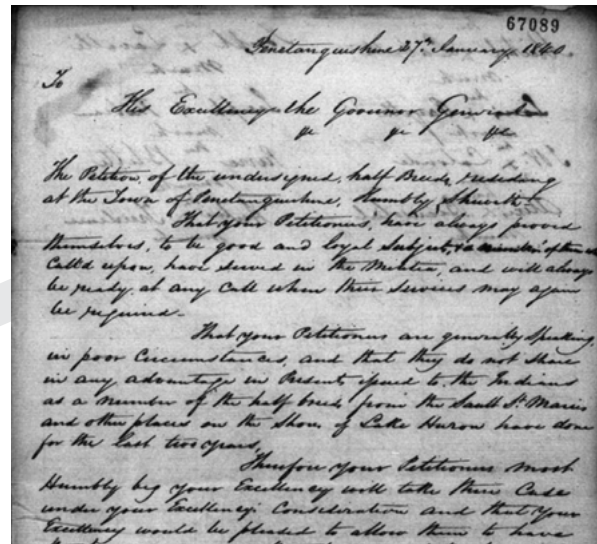 67089
Penetanguishine 27th January 1840.
To
His Excellency the Governor General
&c &c &c
The Petition of the undersigned, half Breeds, residing
at the Town of Penetanguishine, Humbly Sheweth.
That your Petitioners, have always proved
themselves, to be good and loyal Subjects, of them
call'd upon, have served in the Militia, and will always
be ready at any call when their services may again
be required.
That your Petitioners are generally speaking,
in poor Circumstances, and that they do not share
in any advantage in Presents issued to the Indians
as a number of the half breeds from the Sault St. Maries
and other places on the Shore of Lake Huron have done
for the last two years,
Therefore your Petitioners most
Humbly beg your Excellency will take their Case
under your Excellency's Consideration and that your
Excellency would be pleased to allow them to have